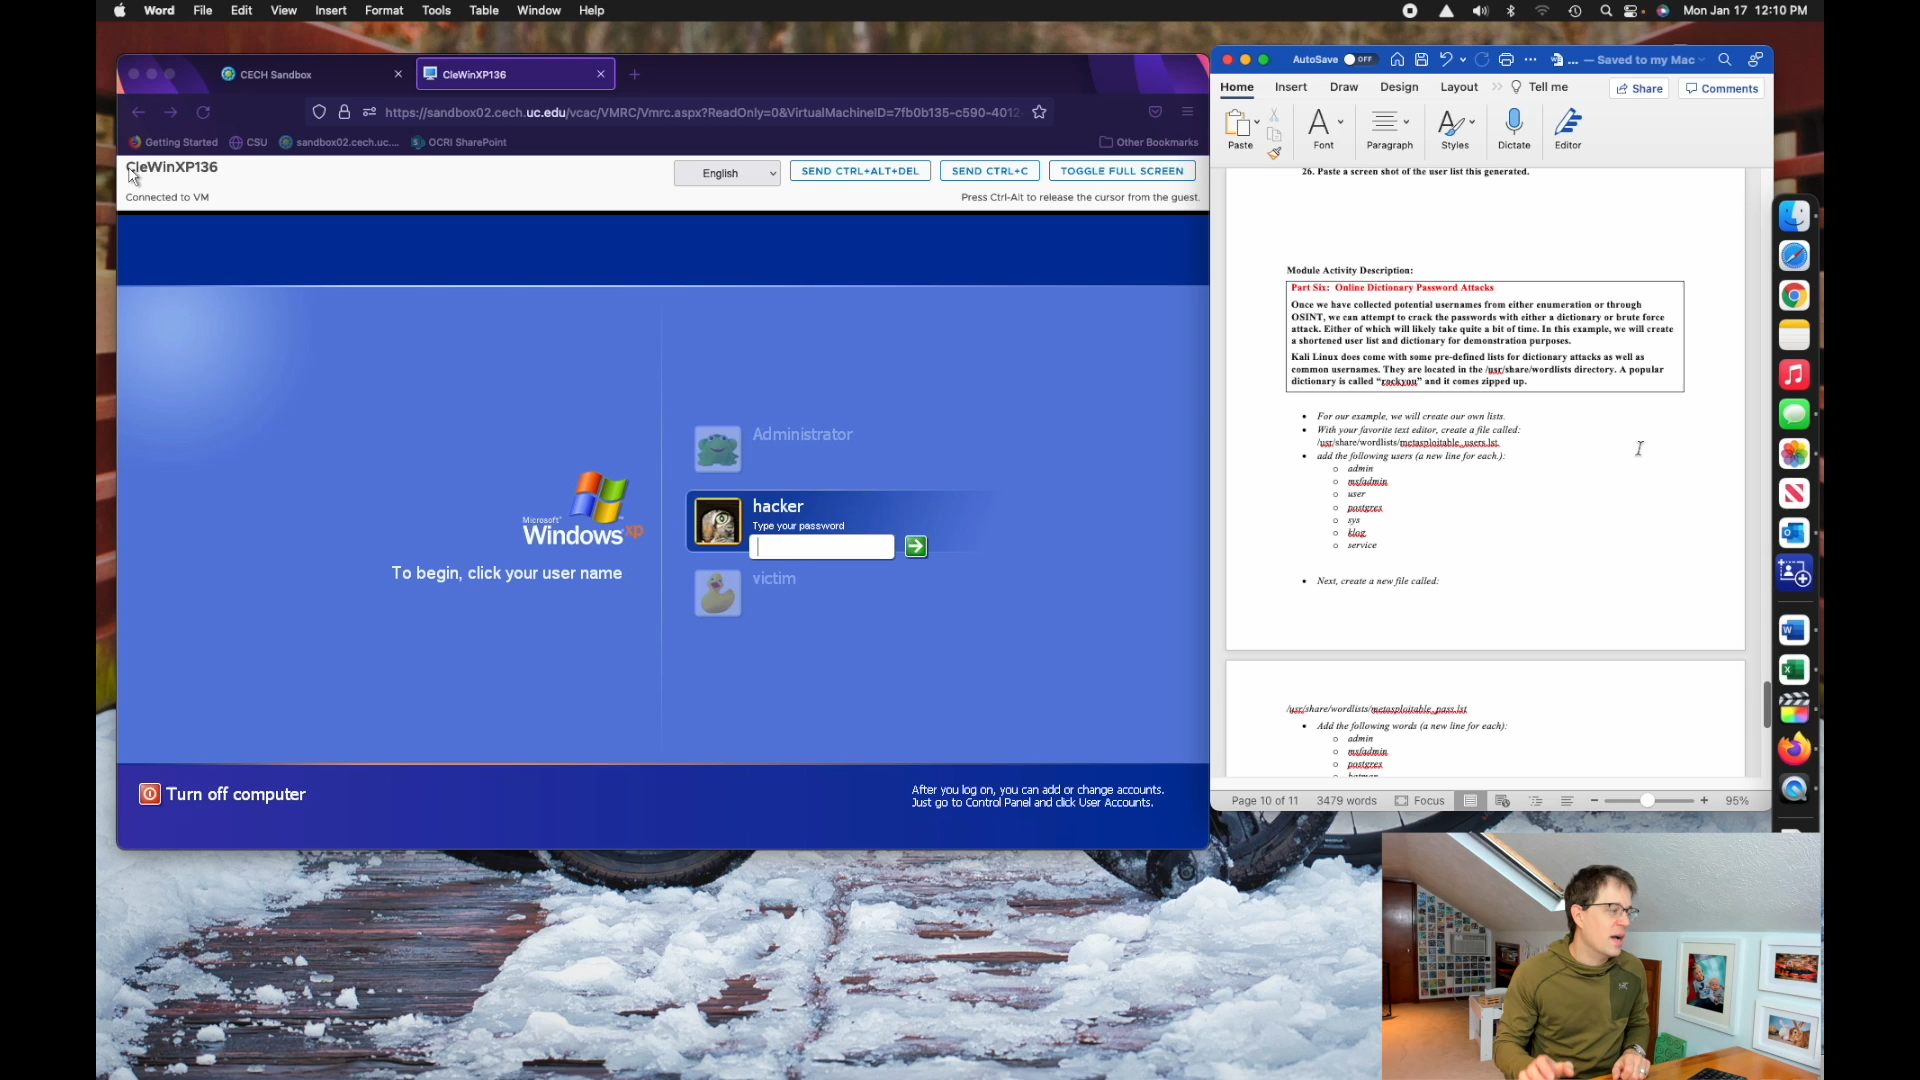 Word File Edit View Insert Format Tools Table Window Help
Mon Jan 17 12:10 PM
CECH Sandbox
CleWinXP136
https://sandbox02.cech.uc.edu/vcac/VMRC/Vmrc.aspx?ReadOnly=0&VirtualMachineID=7fb0b135-c590-4012
Getting Started CSU sandbox02.cech.uc.... OCRI SharePoint Other Bookmarks
CleWinXP136
English
SEND CTRL+ALT+DEL
SEND CTRL+C
TOGGLE FULL SCREEN
Connected to VM
Press Ctrl-Alt to release the cursor from the guest.
Administrator
hacker
Type your password
victim
Microsoft
Windows xp
To begin, click your user name
Turn off computer
After you log on, you can add or change accounts.
Just go to Control Panel and click User Accounts.
AutoSave OFF ... — Saved to my Mac
Home Insert Draw Design Layout Tell me Share Comments
Paste Font Paragraph Styles Dictate Editor
26. Paste a screen shot of the user list this generated.
Module Activity Description:
Part Six: Online Dictionary Password Attacks
Once we have collected potential usernames from either enumeration or through
OSINT, we can attempt to crack the passwords with either a dictionary or brute force
attack. Either of which will likely take quite a bit of time. In this example, we will create
a shortened user list and dictionary for demonstration purposes.
Kali Linux does come with some pre-defined lists for dictionary attacks as well as
common usernames. They are located in the /usr/share/wordlists directory. A popular
dictionary is called “rockyou” and it comes zipped up.
• For our example, we will create our own lists.
• With your favorite text editor, create a file called:
/usr/share/wordlists/metasploitable_users.lst
• add the following users (a new line for each.):
o admin
o msfadmin
o user
o postgres
o sys
o klog
o service
• Next, create a new file called:
/usr/share/wordlists/metasploitable_pass.lst
• Add the following words (a new line for each):
o admin
o msfadmin
o postgres
o batman
Page 10 of 11 3479 words Focus 95%